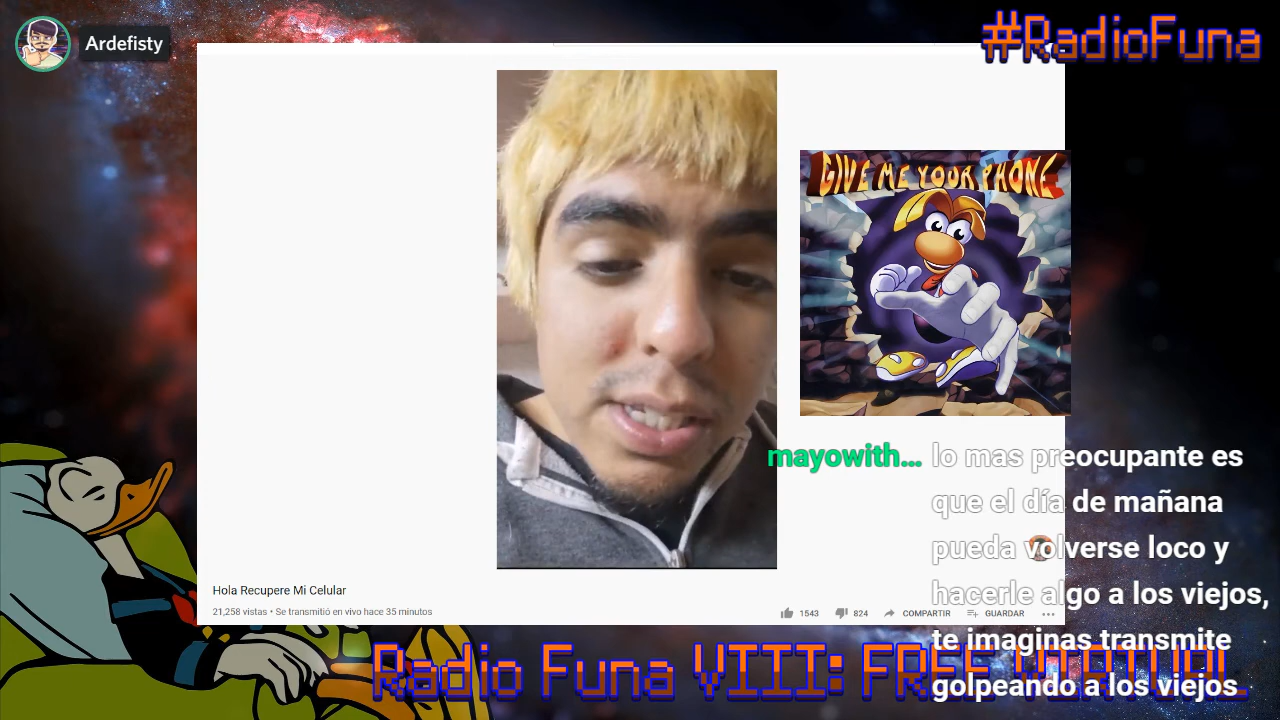 Ardefisty
#RadioFuna
GIVE ME YOUR PHONE
mayowith... lo mas preocupante es
que el día de mañana
pueda volverse loco y
hacerle algo a los viejos,
te imaginas transmite
golpeando a los viejos
Hola Recupere Mi Celular
21,258 vistas • Se transmitió en vivo hace 35 minutos
1543 824 COMPARTIR GUARDAR ...
Radio Funa VIII: FREE VIRTUAL